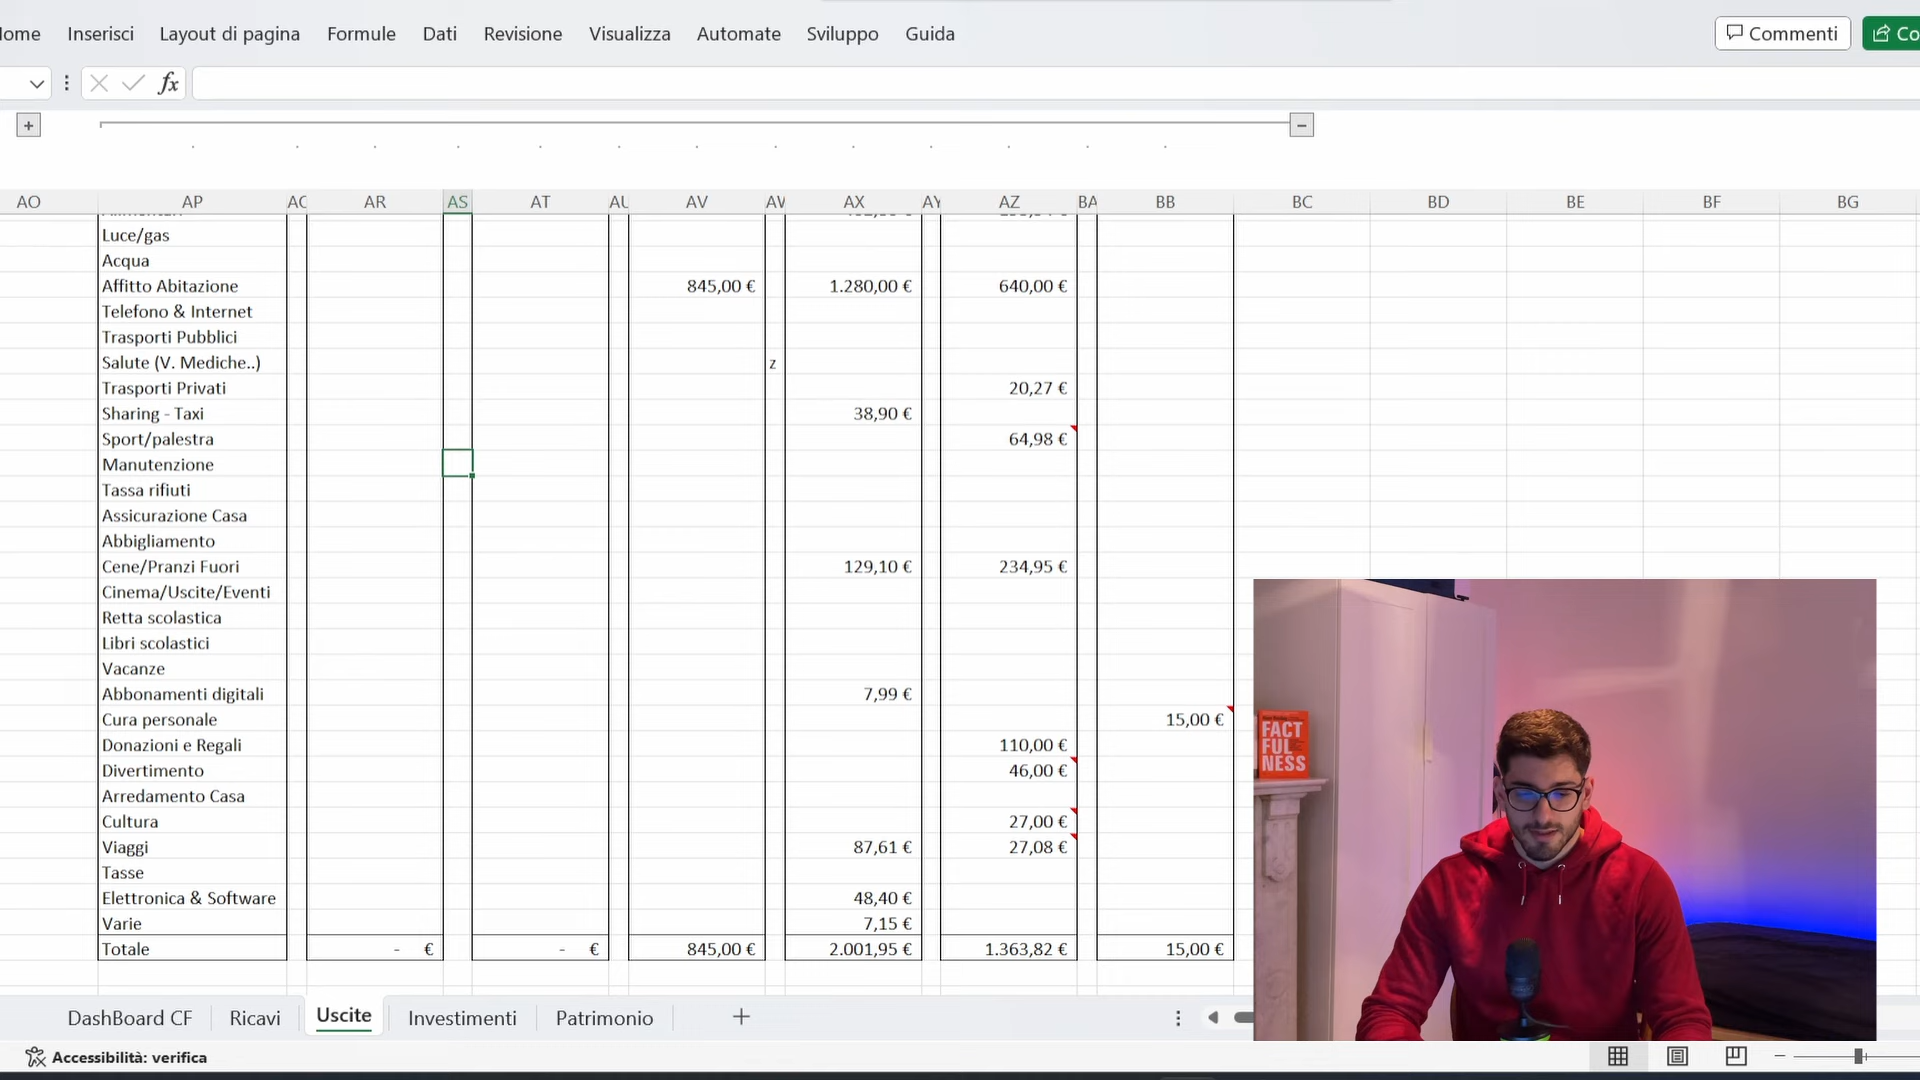 Inserisci Layout di pagina Formule Dati Revisione Visualizza Automate Sviluppo Guida Commenti
fx
AO AP AR AS AT AV AX AZ BA BB BC BD BE BF BG
Luce/gas
Acqua
Affitto Abitazione 845,00 € 1.280,00 € 640,00 €
Telefono & Internet
Trasporti Pubblici
Salute (V. Mediche..) z
Trasporti Privati 20,27 €
Sharing - Taxi 38,90 €
Sport/palestra 64,98 €
Manutenzione
Tassa rifiuti
Assicurazione Casa
Abbigliamento
Cene/Pranzi Fuori 129,10 € 234,95 €
Cinema/Uscite/Eventi
Retta scolastica
Libri scolastici
Vacanze
Abbonamenti digitali 7,99 €
Cura personale 15,00 €
Donazioni e Regali 110,00 €
Divertimento 46,00 €
Arredamento Casa
Cultura 27,00 €
Viaggi 87,61 € 27,08 €
Tasse
Elettronica & Software 48,40 €
Varie 7,15 €
Totale - € - € 845,00 € 2.001,95 € 1.363,82 € 15,00 €
FACT
FUL
NESS
DashBoard CF Ricavi Uscite Investimenti Patrimonio
Accessibilità: verifica